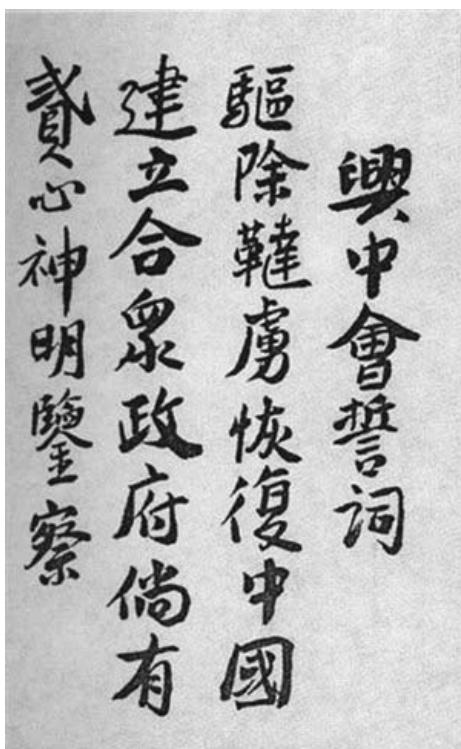 興中會誓詞
驅除韃虜恢復中國
建立合衆政府倘有
貳心神明鑒察